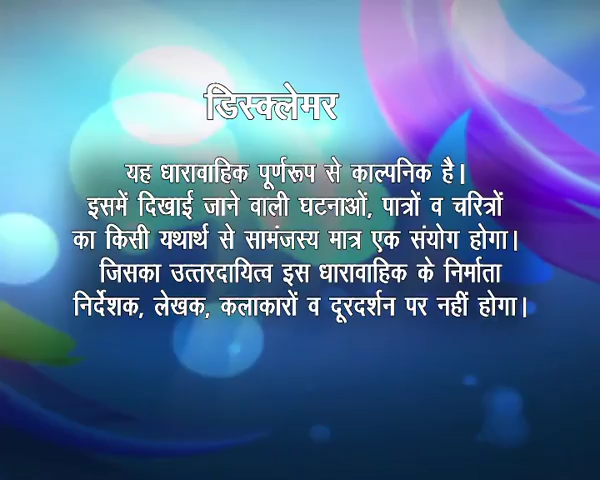 डिस्क्लेमर
यह धारावाहिक पूर्णरूप से काल्पनिक है।
इसमें दिखाई जाने वाली घटनाओं, पात्रों व चरित्रों
का किसी यथार्थ से सामंजस्य मात्र एक संयोग होगा।
जिसका उत्तरदायित्व इस धारावाहिक के निर्माता
निर्देशक, लेखक, कलाकारों व दूरदर्शन पर नहीं होगा।